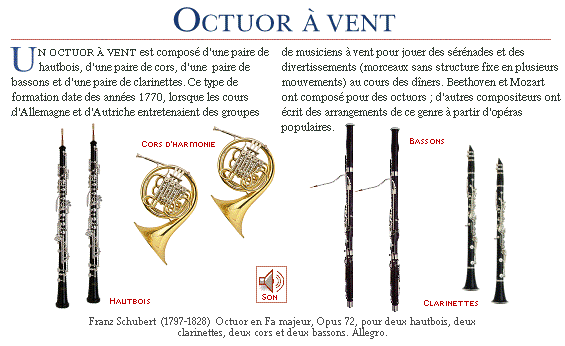 OCTUOR À VENT
UN OCTUOR À VENT est composé d'une paire de
hautbois, d'une paire de cors, d'une paire de
bassons et d'une paire de clarinettes. Ce type de
formation date des années 1770, lorsque les cours
d'Allemagne et d'Autriche entretenaient des groupes
de musiciens à vent pour jouer des sérénades et des
divertissements (morceaux sans structure fixe en plusieurs
mouvements) au cours des dîners. Beethoven et Mozart
ont composé pour des octuors ; d'autres compositeurs ont
écrit des arrangements de ce genre à partir d'opéras
populaires.
CORS D'HARMONIE
BASSONS
HAUTBOIS
SON
CLARINETTES
Franz Schubert (1797-1828) Octuor en Fa majeur, Opus 72, pour deux hautbois, deux
clarinettes, deux cors et deux bassons. Allegro.